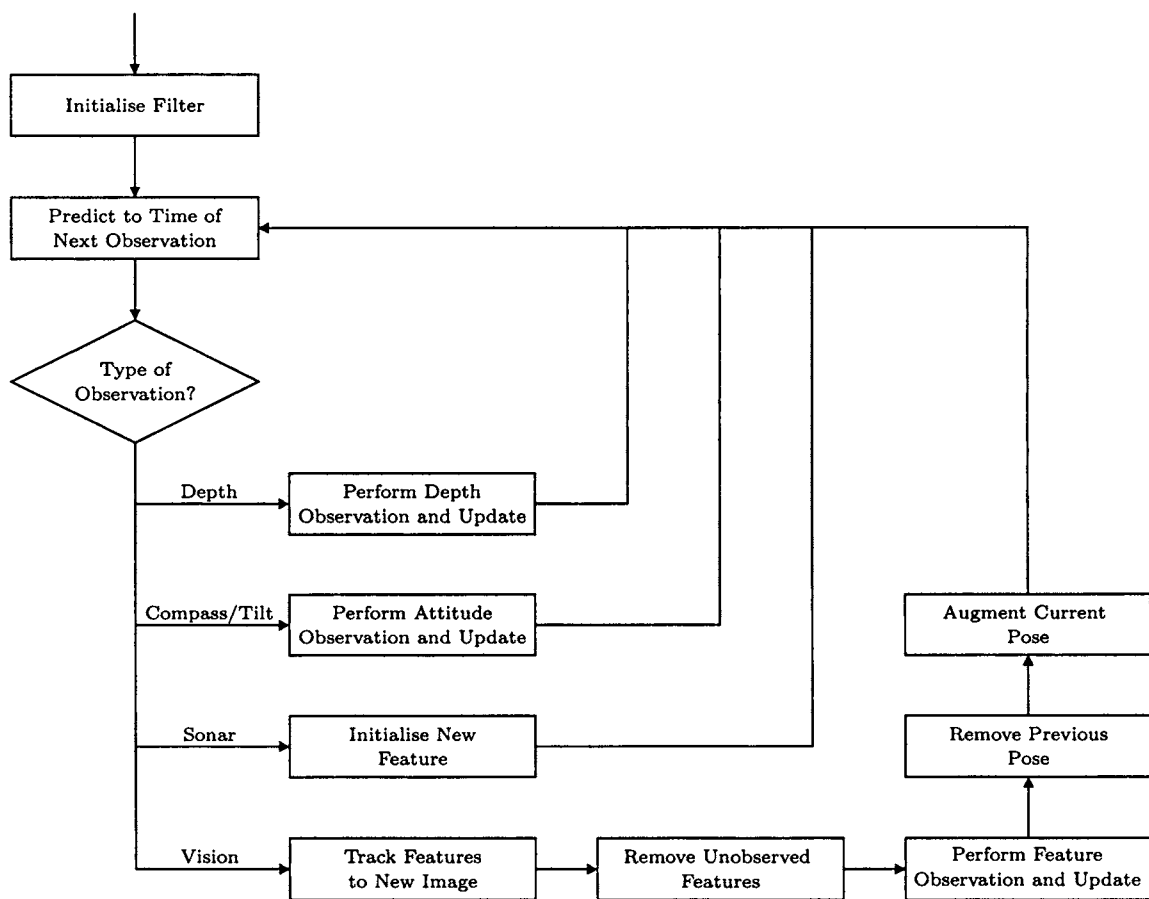 Initialise Filter
Predict to Time of
Next Observation
Type of
Observation?
Depth
Perform Depth
Observation and Update
Compass/Tilt
Perform Attitude
Observation and Update
Augment Current
Pose
Sonar
Initialise New
Feature
Remove Previous
Pose
Vision
Track Features
to New Image
Remove Unobserved
Features
Perform Feature
Observation and Update